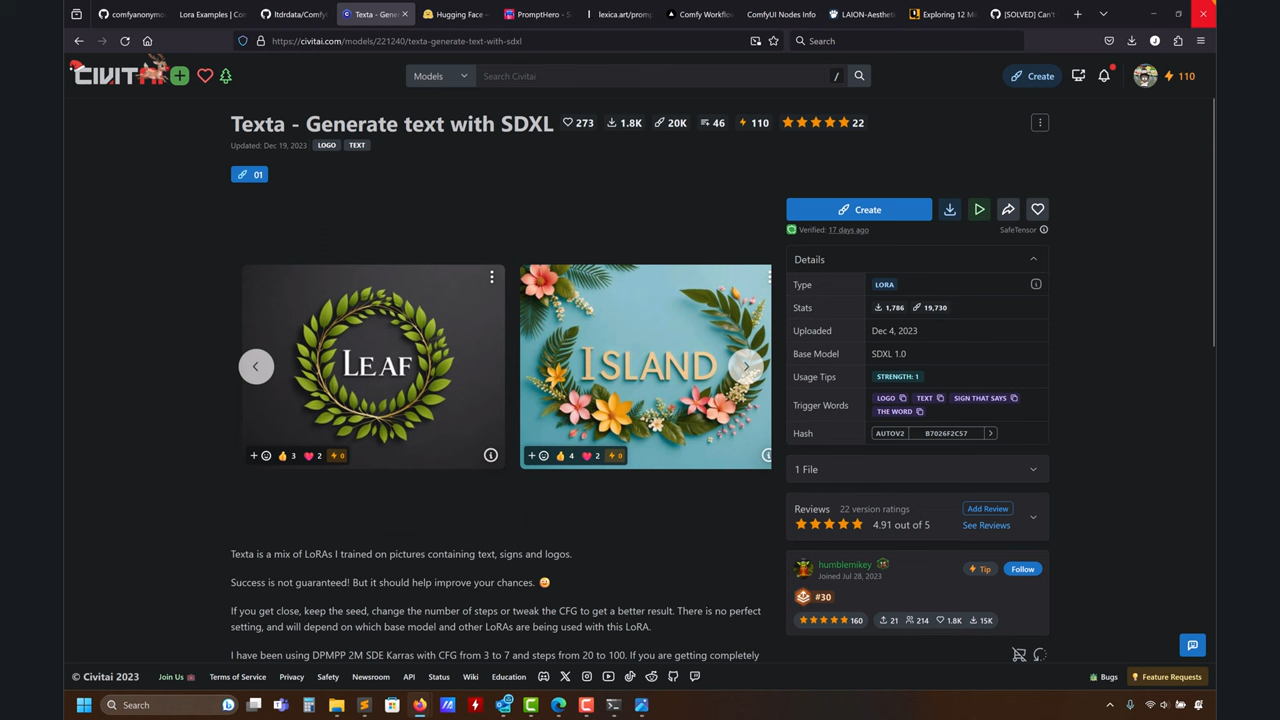 comfyanonym
Lora Examples | Co
ltdrdata/Comfy
Texta - Gener
Hugging Face –
PromptHero - S
lexica.art/promp
Comfy Workflow
ComfyUI Nodes Info
LAION-Aesthet
Exploring 12 M
[SOLVED] Can't
https://civitai.com/models/221240/texta-generate-text-with-sdxl
Search
CIVITAI
Models
Search Civitai
/
Create
110
Texta - Generate text with SDXL
273
1.8K
20K
46
110
22
Updated: Dec 19, 2023
LOGO
TEXT
01
Create
Verified: 17 days ago
SafeTensor
Details
Type
LORA
Stats
1,786
19,730
Uploaded
Dec 4, 2023
Base Model
SDXL 1.0
Usage Tips
STRENGTH: 1
Trigger Words
LOGO
TEXT
SIGN THAT SAYS
THE WORD
Hash
AUTOV2
B7026F2C57
LEAF
ISLAND
3
2
0
4
2
0
1 File
Reviews
22 version ratings
Add Review
4.91 out of 5
See Reviews
humblemikey
Joined Jul 28, 2023
Tip
Follow
#30
160
21
214
1.8K
15K
Texta is a mix of LoRAs I trained on pictures containing text, signs and logos.
Success is not guaranteed! But it should help improve your chances.
If you get close, keep the seed, change the number of steps or tweak the CFG to get a better result. There is no perfect
setting, and will depend on which base model and other LoRAs are being used with this LoRA.
I have been using DPMPP 2M SDE Karras with CFG from 3 to 7 and steps from 20 to 100. If you are getting completely
© Civitai 2023
Join Us
Terms of Service
Privacy
Safety
Newsroom
API
Status
Wiki
Education
Bugs
Feature Requests
Search